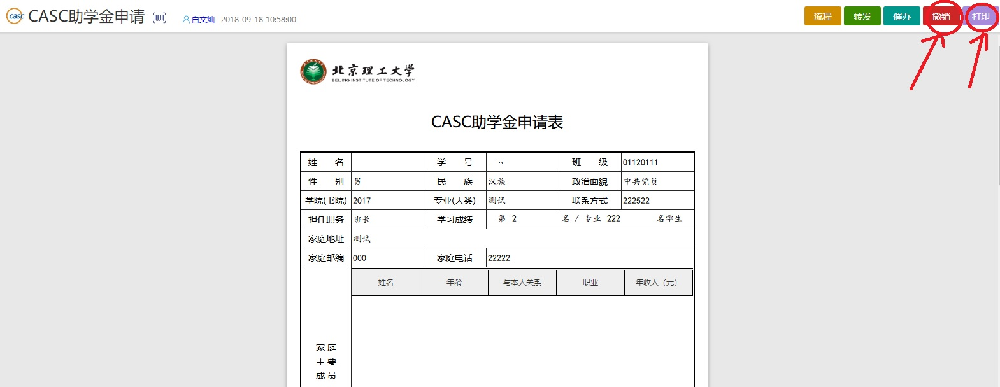 casc CASC助学金申请 白文灿 2018-09-18 10:58:00 流程 转发 催办 撤销 打印
北京理工大学
BEIJING INSTITUTE OF TECHNOLOGY
CASC助学金申请表
姓 名 学 号 班 级 01120111
性 别 男 民 族 汉族 政治面貌 中共党员
学院(书院) 2017 专业(大类) 测试 联系方式 222522
担任职务 班长 学习成绩 第 2 名 / 专业 222 名学生
家庭地址 测试
家庭邮编 000 家庭电话 22222
姓名 年龄 与本人关系 职业 年收入（元）
家 庭
主 要
成 员